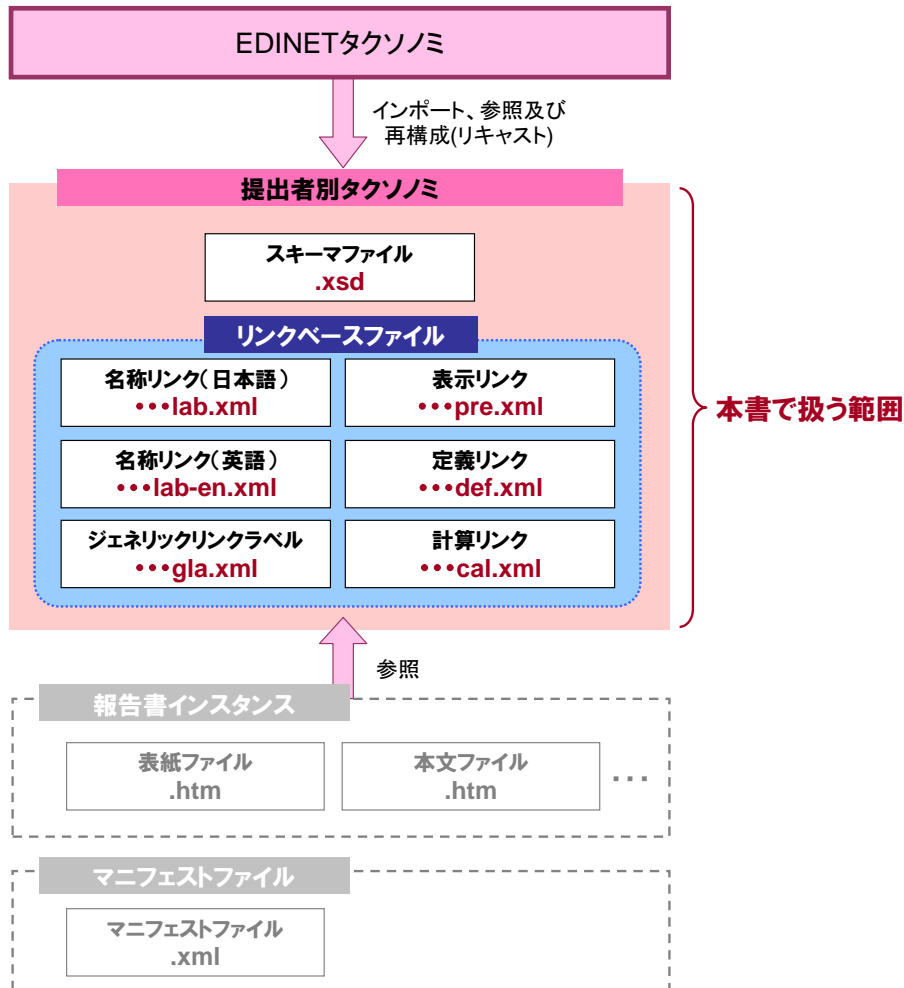 EDINETタクソノミ
インポート、参照及び
再構成(リキャスト)
提出者別タクソノミ
スキーマファイル
.xsd
リンクベースファイル
名称リンク(日本語)
•••lab.xml
表示リンク
•••pre.xml
名称リンク(英語)
•••lab-en.xml
定義リンク
•••def.xml
ジェネリックリンクラベル
•••gla.xml
計算リンク
•••cal.xml
本書で扱う範囲
参照
報告書インスタンス
表紙ファイル
.htm
本文ファイル
.htm
...
マニフェストファイル
マニフェストファイル
.xml